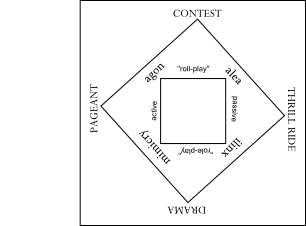 CONTEST
"roll-play"
agon
alea
PAGEANT
active
passive
THRILL RIDE
mimicry
ilinx
"role-play"
DRAMA